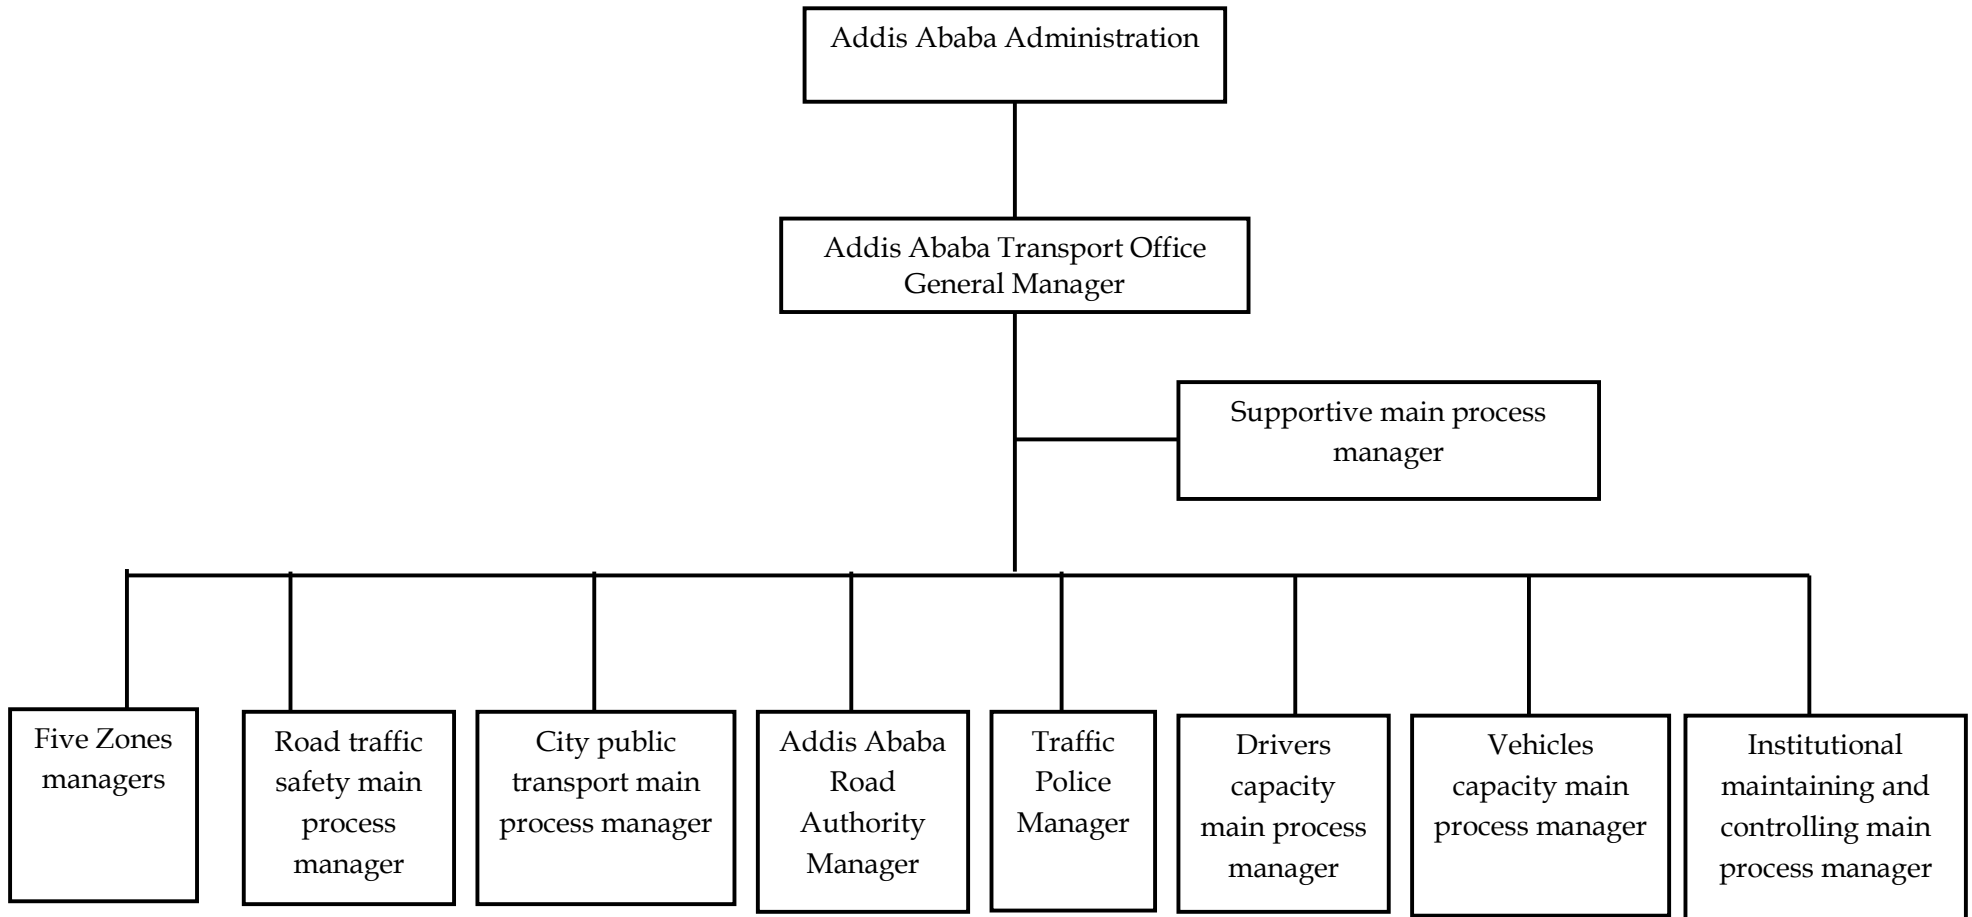 Addis Ababa Administration
Addis Ababa Transport Office
General Manager
Supportive main process
manager
Five Zones
managers
Road traffic
safety main
process
manager
City public
transport main
process manager
Addis Ababa
Road
Authority
Manager
Traffic
Police
Manager
Drivers
capacity
main process
manager
Vehicles
capacity main
process manager
Institutional
maintaining and
controlling main
process manager